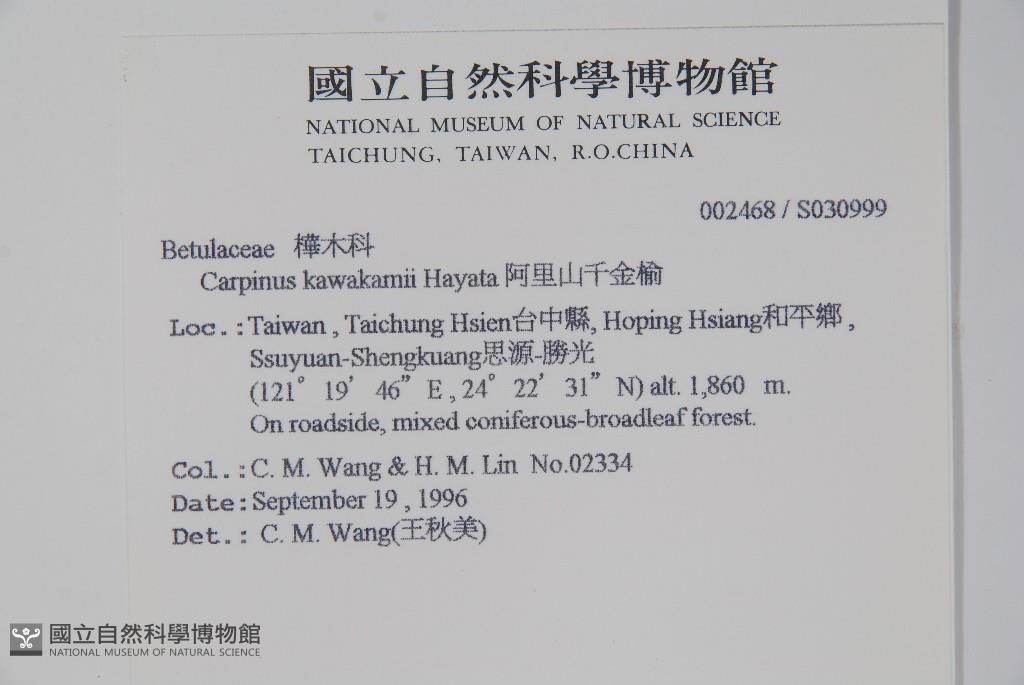 國立自然科學博物館
NATIONAL MUSEUM OF NATURAL SCIENCE
TAICHUNG, TAIWAN, R.O.CHINA
002468 / S030999
Betulaceae 樺木科
Carpinus kawakamii Hayata 阿里山千金榆
Loc.:Taiwan , Taichung Hsien台中縣, Hoping Hsiang和平鄉 ,
Ssuyuan-Shengkuang思源-勝光
(121° 19’ 46” E , 24° 22’ 31” N) alt. 1,860 m.
On roadside, mixed coniferous-broadleaf forest.
Col.:C. M. Wang & H. M. Lin No.02334
Date:September 19 , 1996
Det.: C. M. Wang(王秋美)
國立自然科學博物館
NATIONAL MUSEUM OF NATURAL SCIENCE